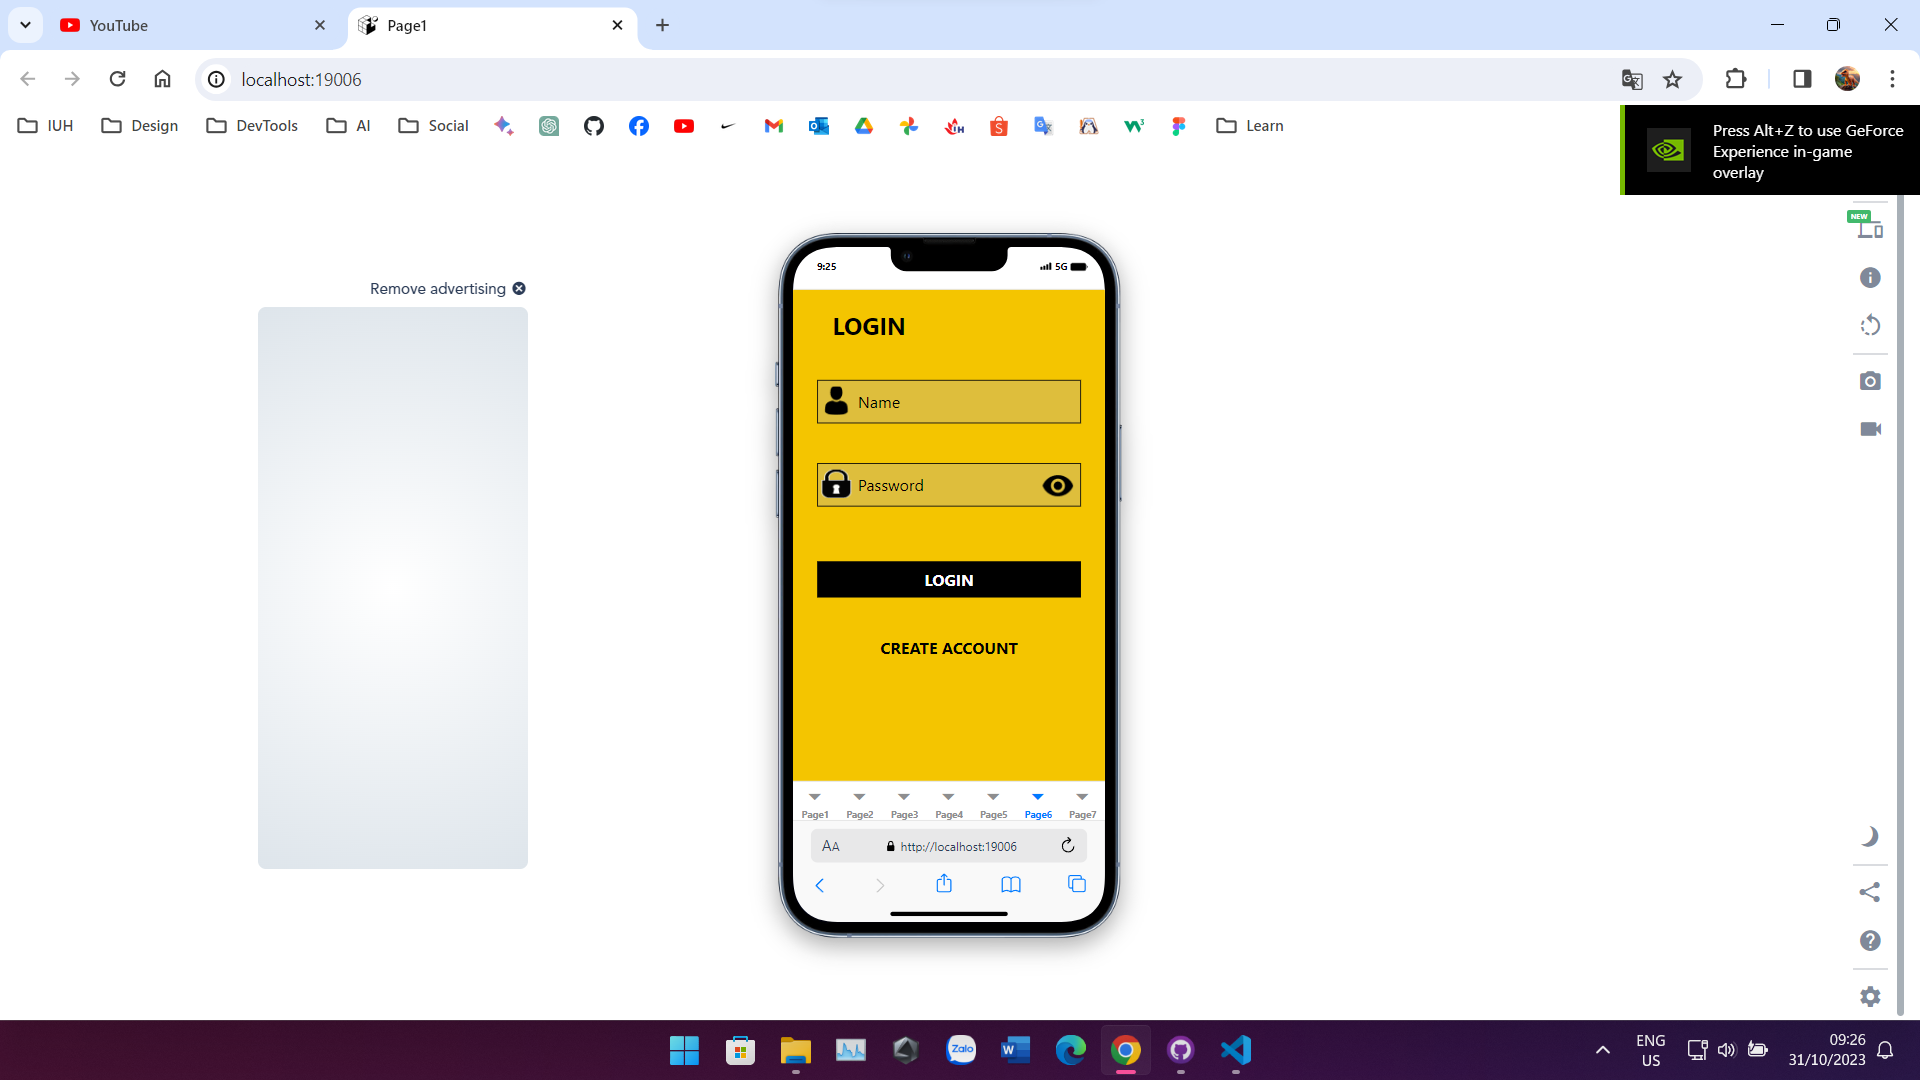 YouTube
Page1
localhost:19006
IUH
Design
DevTools
AI
Social
Learn
Press Alt+Z to use GeForce
Experience in-game
overlay
NEW
Remove advertising
9:25
5G
LOGIN
Name
Password
LOGIN
CREATE ACCOUNT
Page1
Page2
Page3
Page4
Page5
Page6
Page7
AA
http://localhost:19006
Zalo
W
ENG
US
09:26
31/10/2023